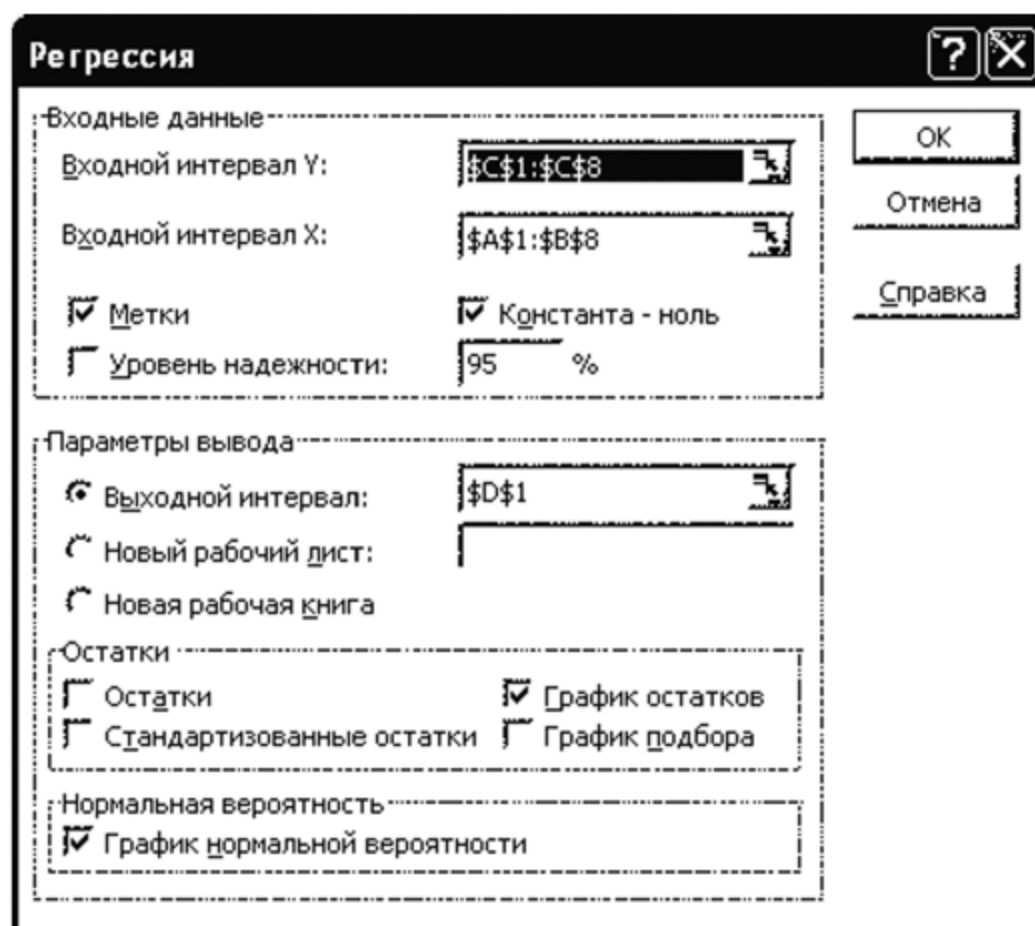 Регрессия
Входные данные
Входной интервал Y: $C$1:$C$8
Входной интервал X: $A$1:$B$8
Метки Константа - ноль
Уровень надежности: 95 %
OK
Отмена
Справка
Параметры вывода
Выходной интервал: $D$1
Новый рабочий лист:
Новая рабочая книга
Остатки
Остатки График остатков
Стандартизованные остатки График подбора
Нормальная вероятность
График нормальной вероятности